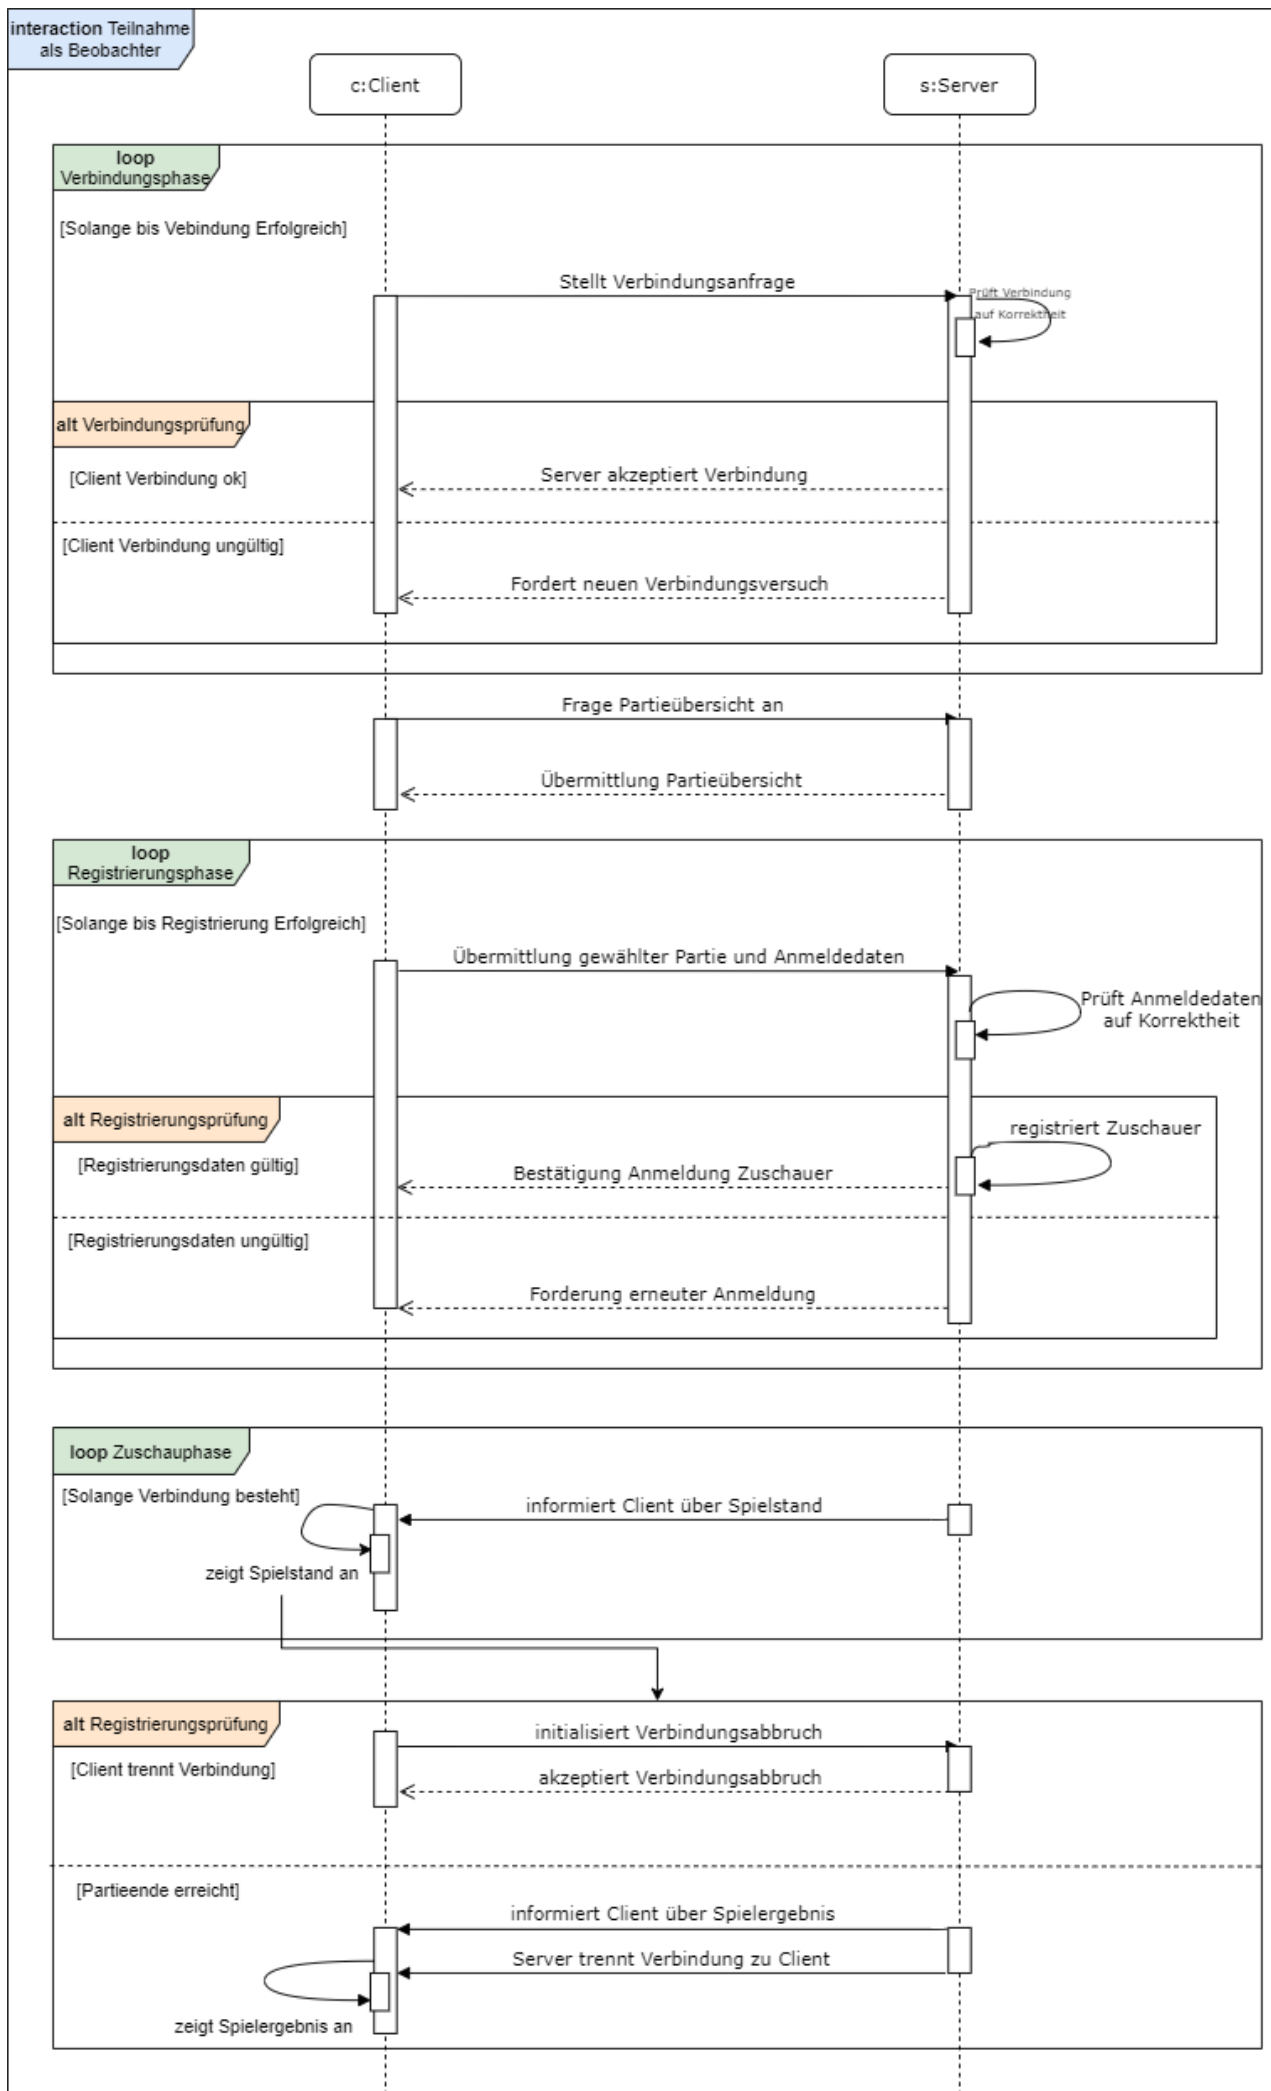 interaction Teilnahme
als Beobachter
c:Client
s:Server
loop
Verbindungsphase
[Solange bis Vebindung Erfolgreich]
Stellt Verbindungsanfrage
Prüft Verbindung
auf Korrektheit
alt Verbindungsprüfung
[Client Verbindung ok]
Server akzeptiert Verbindung
[Client Verbindung ungültig]
Fordert neuen Verbindungsversuch
Frage Partieübersicht an
Übermittlung Partieübersicht
loop
Registrierungsphase
[Solange bis Registrierung Erfolgreich]
Übermittlung gewählter Partie und Anmeldedaten
Prüft Anmeldedaten
auf Korrektheit
alt Registrierungsprüfung
registriert Zuschauer
[Registrierungsdaten gültig]
Bestätigung Anmeldung Zuschauer
[Registrierungsdaten ungültig]
Forderung erneuter Anmeldung
loop Zuschauphase
[Solange Verbindung besteht]
informiert Client über Spielstand
zeigt Spielstand an
alt Registrierungsprüfung
initialisiert Verbindungsabbruch
[Client trennt Verbindung]
akzeptiert Verbindungsabbruch
[Partieende erreicht]
informiert Client über Spielergebnis
Server trennt Verbindung zu Client
zeigt Spielergebnis an